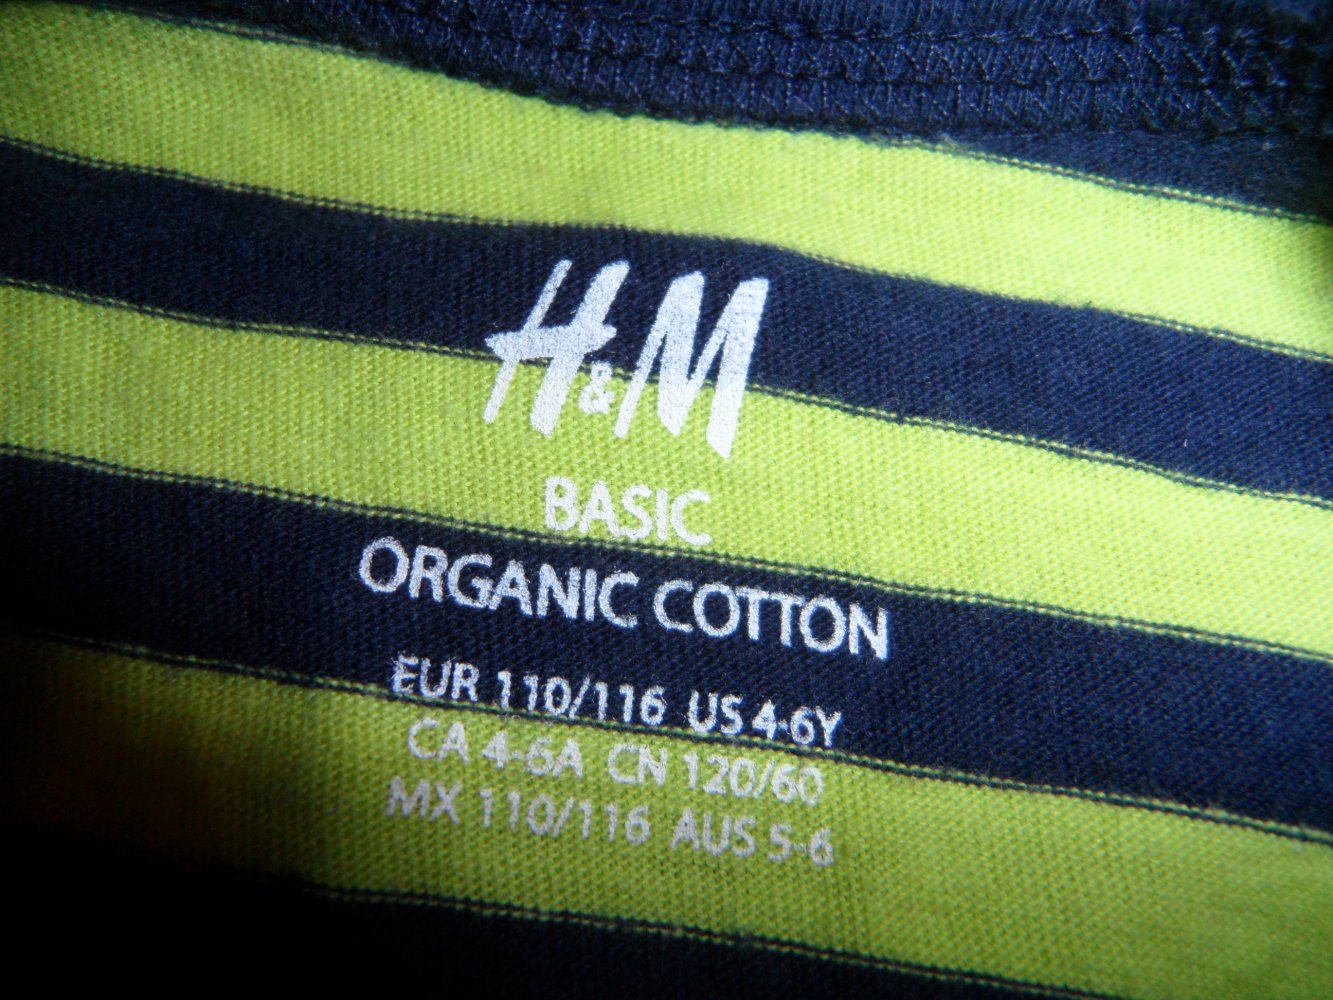 H&M
BASIC
ORGANIC COTTON
EUR 110/116 US 4-6Y
CA 4-6A CN 120/60
MX 110/116 AUS 5-6